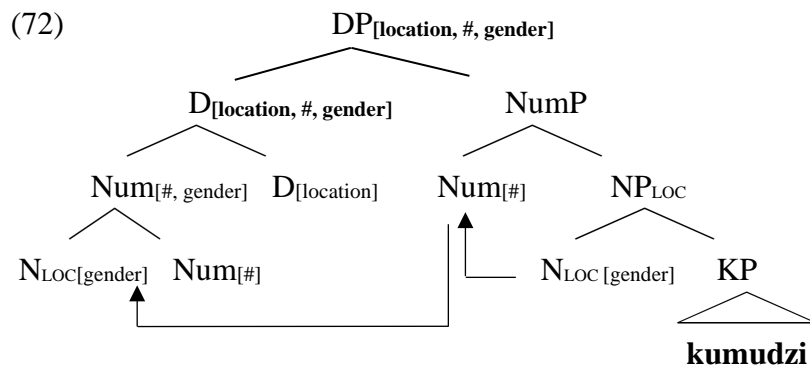 (72) DP[location, #, gender]
D[location, #, gender] NumP
Num[#, gender] D[location] Num[#] NPLOC
NLOC[gender] Num[#] NLOC [gender] KP
kumudzi